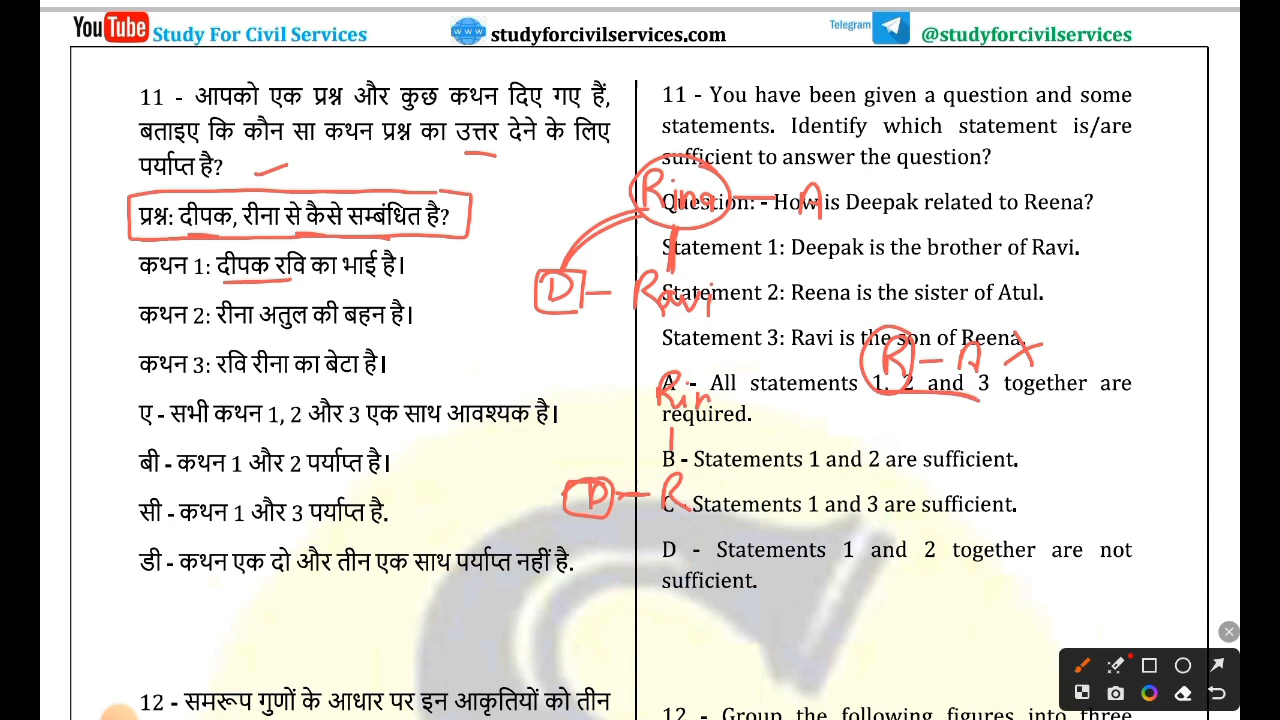 YouTube Study For Civil Services
studyforcivilservices.com
Telegram @studyforcivilservices
11 - आपको एक प्रश्न और कुछ कथन दिए गए हैं,
बताइए कि कौन सा कथन प्रश्न का उत्तर देने के लिए
पर्याप्त है?
प्रश्न: दीपक, रीना से कैसे सम्बंधित है?
कथन 1: दीपक रवि का भाई है।
कथन 2: रीना अतुल की बहन है।
कथन 3: रवि रीना का बेटा है।
ए - सभी कथन 1, 2 और 3 एक साथ आवश्यक है।
बी - कथन 1 और 2 पर्याप्त है।
सी - कथन 1 और 3 पर्याप्त है.
डी - कथन एक दो और तीन एक साथ पर्याप्त नहीं है.
12 - समरूप गुणों के आधार पर इन आकृतियों को तीन
11 - You have been given a question and some
statements. Identify which statement is/are
sufficient to answer the question?
Question: - How is Deepak related to Reena?
Statement 1: Deepak is the brother of Ravi.
Statement 2: Reena is the sister of Atul.
Statement 3: Ravi is the son of Reena.
A - All statements 1, 2 and 3 together are
required.
B - Statements 1 and 2 are sufficient.
C - Statements 1 and 3 are sufficient.
D - Statements 1 and 2 together are not
sufficient.
12 - Group the following figures into three
Rina — A
D — Ravi
R — A X
Rin
D — R